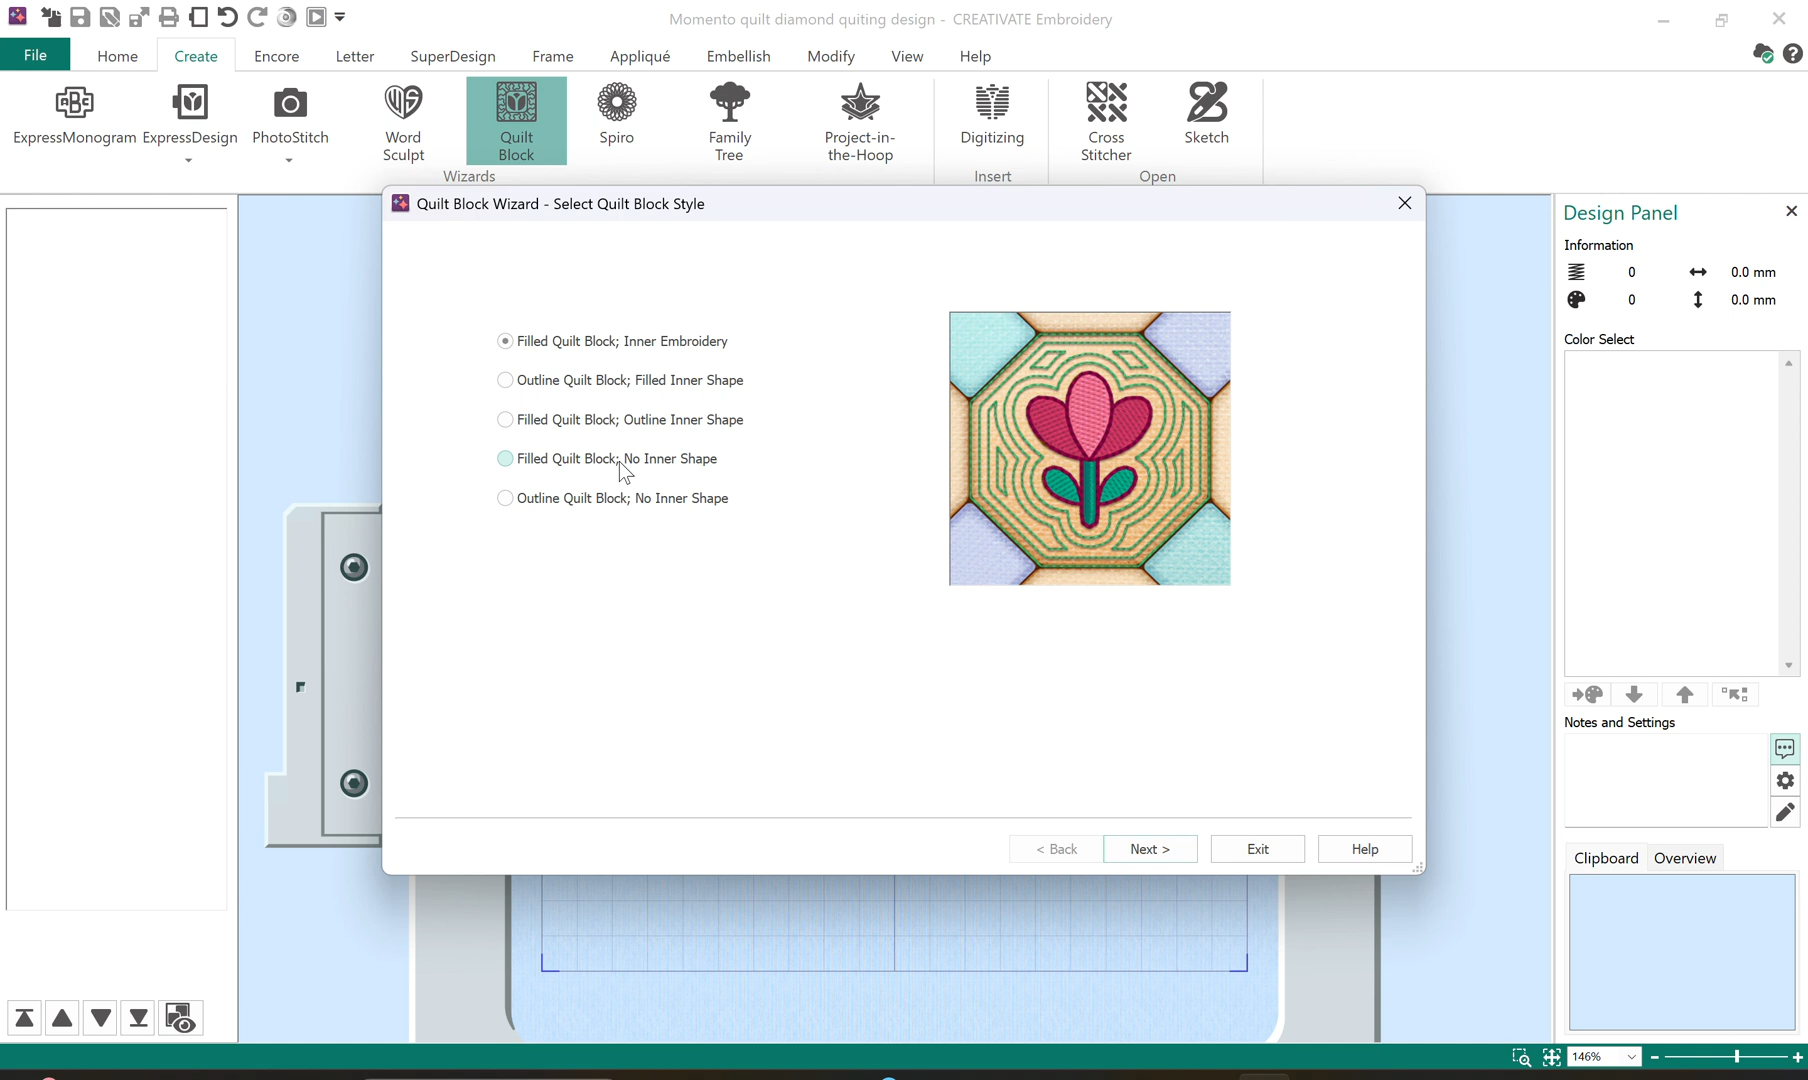 Momento quilt diamond quiting design - CREATIVATE Embroidery
File
Home
Create
Encore
Letter
SuperDesign
Frame
Appliqué
Embellish
Modify
View
Help
ExpressMonogram
ExpressDesign
PhotoStitch
Word
Sculpt
Quilt
Block
Spiro
Family
Tree
Project-in-
the-Hoop
Digitizing
Cross
Stitcher
Sketch
Wizards
Insert
Open
Quilt Block Wizard - Select Quilt Block Style
Filled Quilt Block; Inner Embroidery
Outline Quilt Block; Filled Inner Shape
Filled Quilt Block; Outline Inner Shape
Filled Quilt Block; No Inner Shape
Outline Quilt Block; No Inner Shape
< Back
Next >
Exit
Help
Design Panel
Information
0
0.0 mm
0
0.0 mm
Color Select
Notes and Settings
Clipboard
Overview
146%